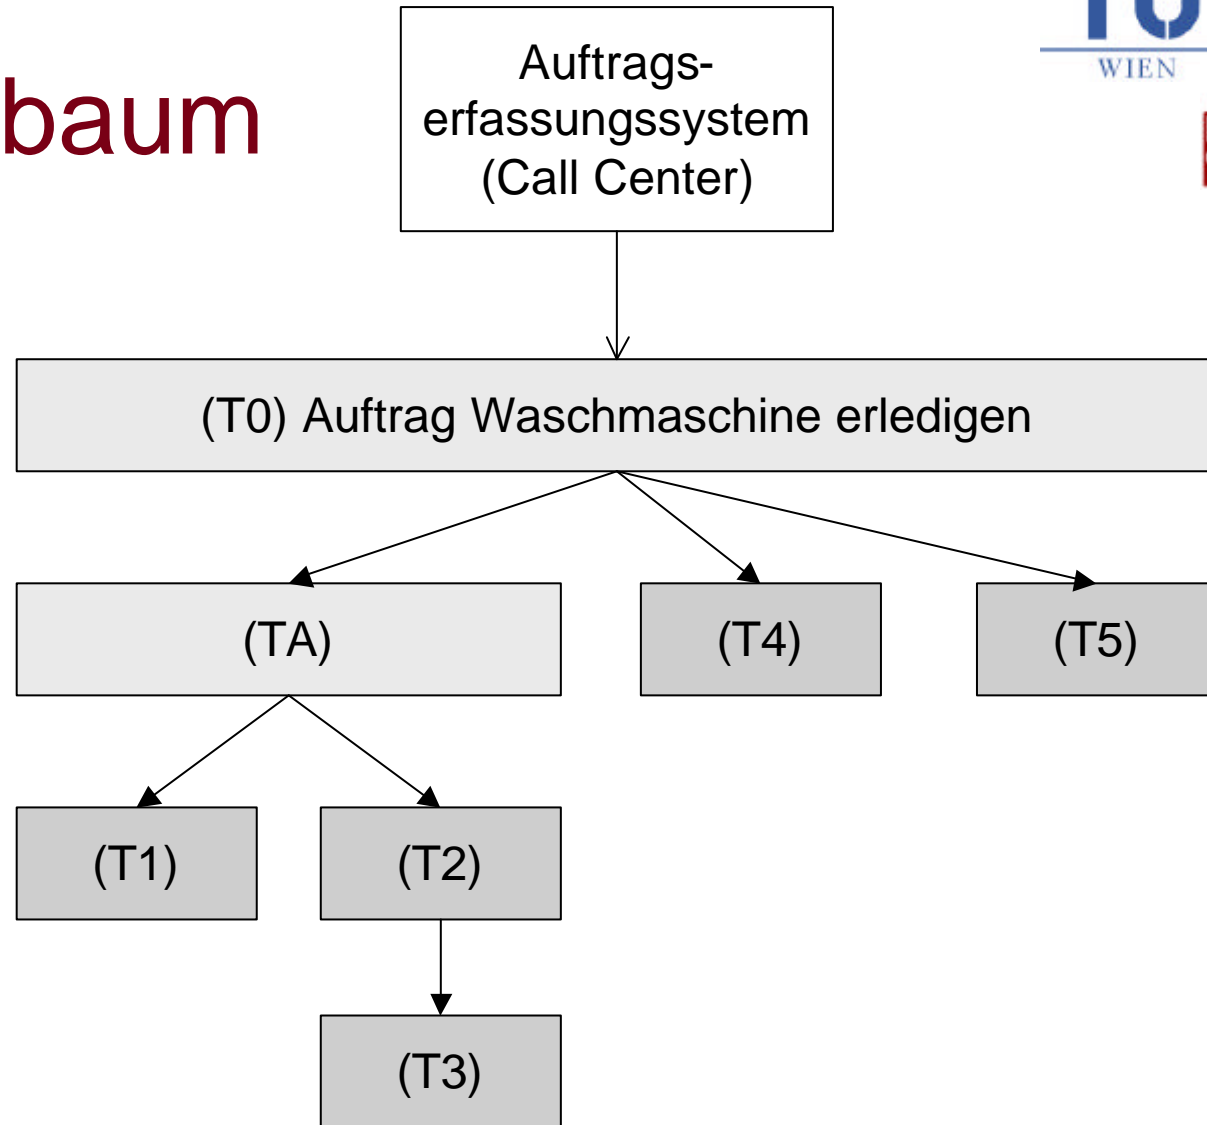 baum
Auftrags-
erfassungssystem
(Call Center)
WIEN
(T0) Auftrag Waschmaschine erledigen
(TA)
(T4)
(T5)
(T1)
(T2)
(T3)